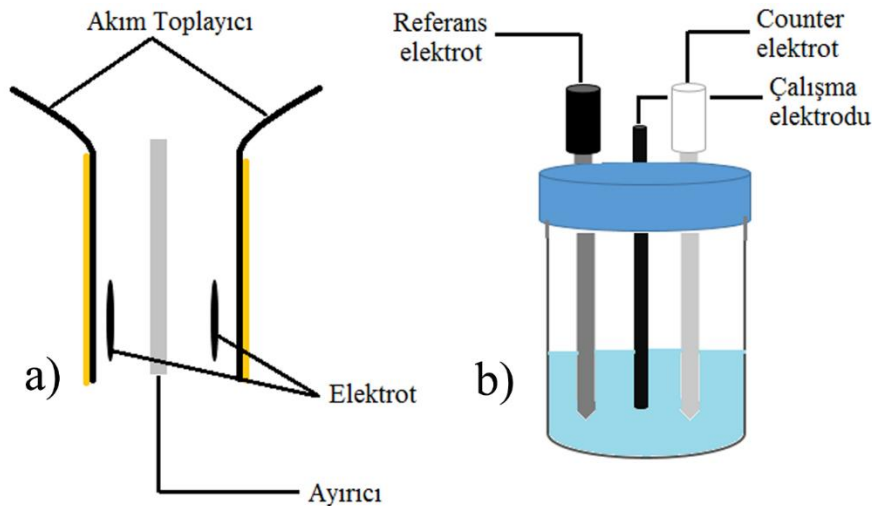 Akım Toplayıcı
Elektrot
Ayırıcı
a)
Referans
elektrot
Counter
elektrot
Çalışma
elektrodu
b)